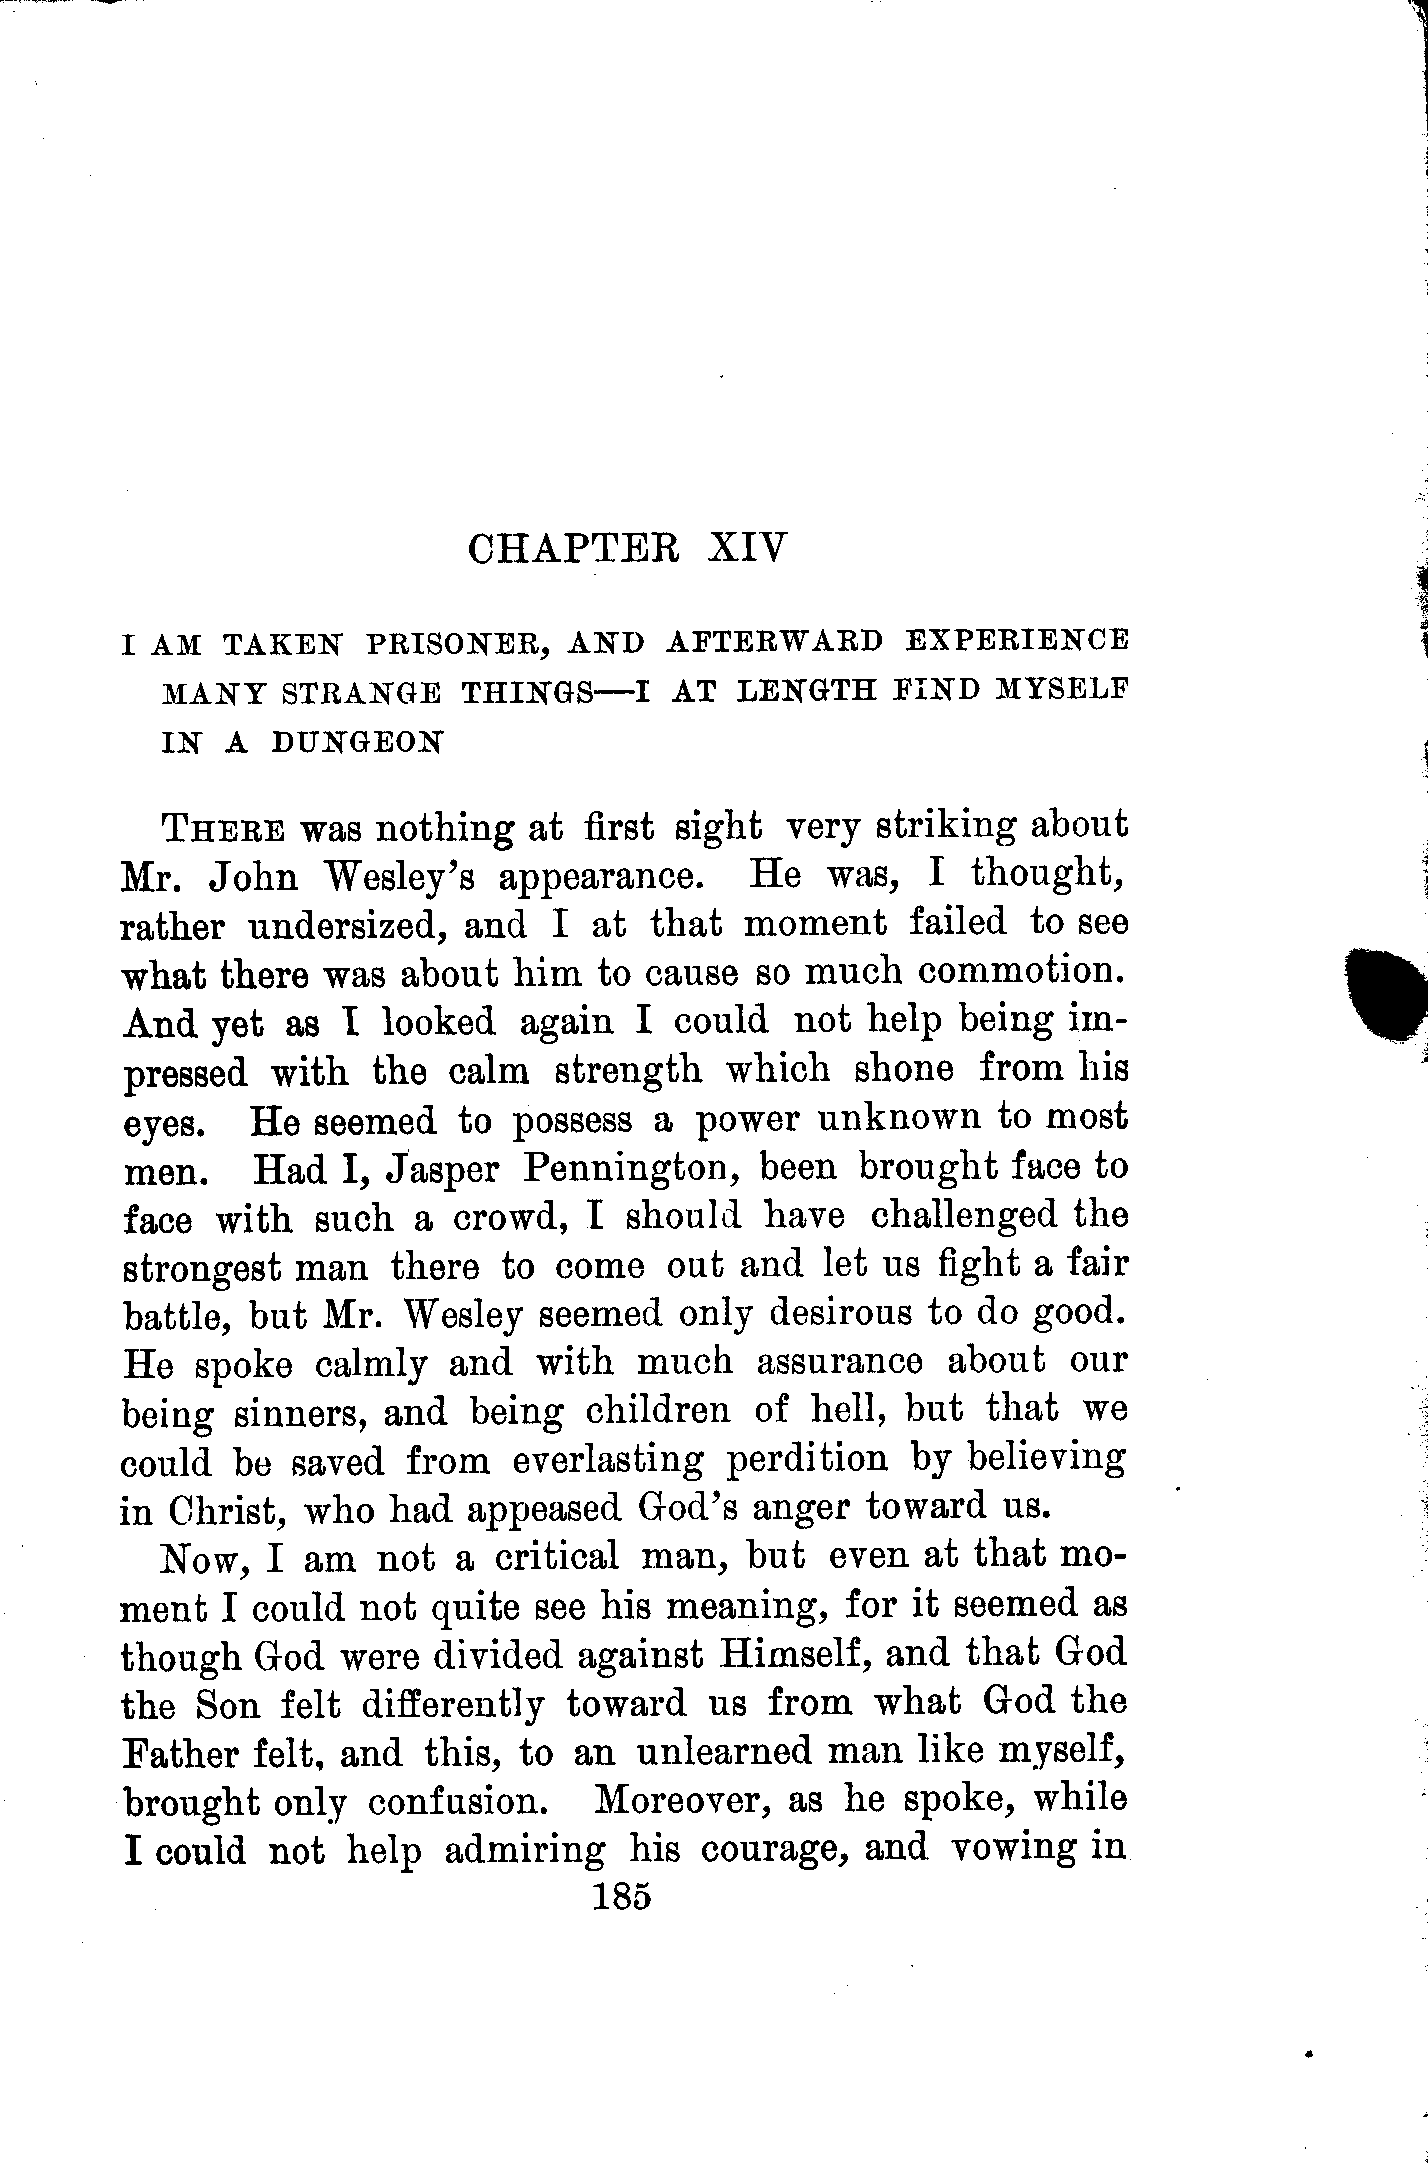 CHAPTER XIV
I AM TAKEN PRISONER, AND AFTERWARD EXPERIENCE
MANY STRANGE THINGS—I AT LENGTH FIND MYSELF
IN A DUNGEON
THERE was nothing at first sight very striking about
Mr. John Wesley's appearance. He was, I thought,
rather undersized, and I at that moment failed to see
what there was about him to cause so much commotion.
And yet as I looked again I could not help being im-
pressed with the calm strength which shone from his
eyes. He seemed to possess a power unknown to most
men. Had I, Jasper Pennington, been brought face to
face with such a crowd, I should have challenged the
strongest man there to come out and let us fight a fair
battle, but Mr. Wesley seemed only desirous to do good.
He spoke calmly and with much assurance about our
being sinners, and being children of hell, but that we
could be saved from everlasting perdition by believing
in Christ, who had appeased God's anger toward us.
Now, I am not a critical man, but even at that mo-
ment I could not quite see his meaning, for it seemed as
though God were divided against Himself, and that God
the Son felt differently toward us from what God the
Father felt, and this, to an unlearned man like myself,
brought only confusion. Moreover, as he spoke, while
I could not help admiring his courage, and vowing in
185